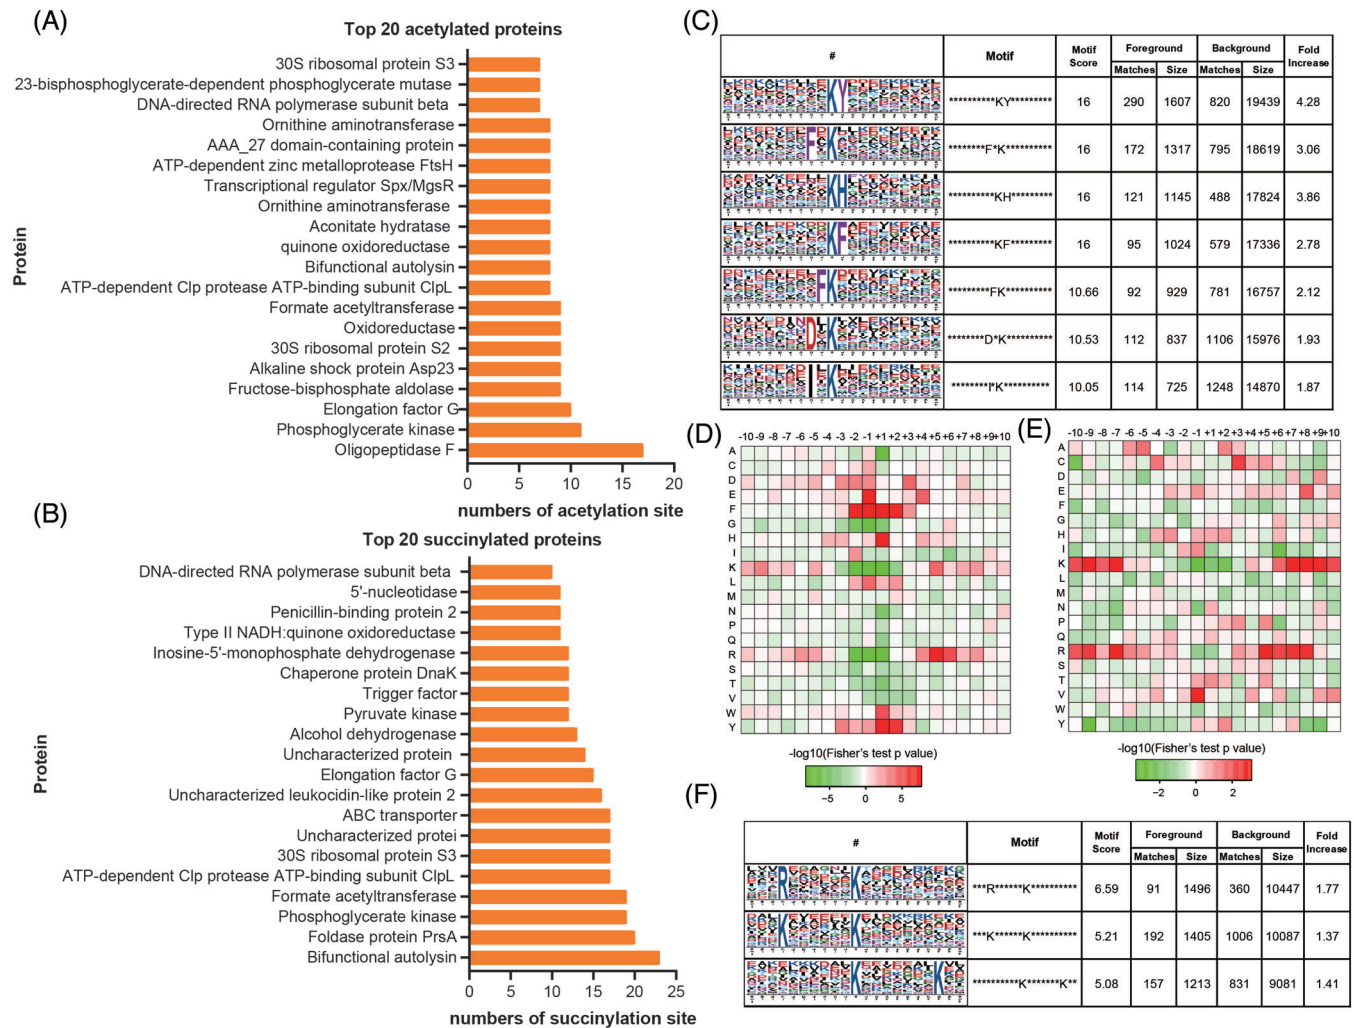 (A)
Top 20 acetylated proteins
30S ribosomal protein S3
23-bisphosphoglycerate-dependent phosphoglycerate mutase
DNA-directed RNA polymerase subunit beta
Ornithine aminotransferase
AAA_27 domain-containing protein
ATP-dependent zinc metalloprotease FtsH
Transcriptional regulator Spx/MgsR
Ornithine aminotransferase
Aconitate hydratase
quinone oxidoreductase
Bifunctional autolysin
ATP-dependent Clp protease ATP-binding subunit ClpL
Formate acetyltransferase
Oxidoreductase
30S ribosomal protein S2
Alkaline shock protein Asp23
Fructose-bisphosphate aldolase
Elongation factor G
Phosphoglycerate kinase
Oligopeptidase F
Protein
0 5 10 15 20
numbers of acetylation site
(B)
Top 20 succinylated proteins
DNA-directed RNA polymerase subunit beta
5'-nucleotidase
Penicillin-binding protein 2
Type II NADH:quinone oxidoreductase
Inosine-5'-monophosphate dehydrogenase
Chaperone protein DnaK
Trigger factor
Pyruvate kinase
Alcohol dehydrogenase
Uncharacterized protein
Elongation factor G
Uncharacterized leukocidin-like protein 2
ABC transporter
Uncharacterized protei
30S ribosomal protein S3
ATP-dependent Clp protease ATP-binding subunit ClpL
Formate acetyltransferase
Phosphoglycerate kinase
Foldase protein PrsA
Bifunctional autolysin
Protein
0 5 10 15 20 25
numbers of succinylation site
(C)
# Motif Motif Score Foreground Background Fold Increase
Matches Size Matches Size
*********KY********* 16 290 1607 820 19439 4.28
********F*K********* 16 172 1317 795 18619 3.06
*********KH********* 16 121 1145 488 17824 3.86
*********KF********* 16 95 1024 579 17336 2.78
********FK********** 10.66 92 929 781 16757 2.12
********D*K********* 10.53 112 837 1106 15976 1.93
********I*K********** 10.05 114 725 1248 14870 1.87
(D)
-10 -9 -8 -7 -6 -5 -4 -3 -2 -1 +1 +2 +3 +4 +5 +6 +7 +8 +9 +10
A
C
D
E
F
G
H
I
K
L
M
N
P
Q
R
S
T
V
W
Y
-log10(Fisher's test p value)
−5 0 5
(E)
-10 -9 -8 -7 -6 -5 -4 -3 -2 -1 +1 +2 +3 +4 +5 +6 +7 +8 +9 +10
A
C
D
E
F
G
H
I
K
L
M
N
P
Q
R
S
T
V
W
Y
-log10(Fisher's test p value)
−2 0 2
(F)
# Motif Motif Score Foreground Background Fold Increase
Matches Size Matches Size
***R******K********** 6.59 91 1496 360 10447 1.77
***K******K********** 5.21 192 1405 1006 10087 1.37
**********K*******K** 5.08 157 1213 831 9081 1.41